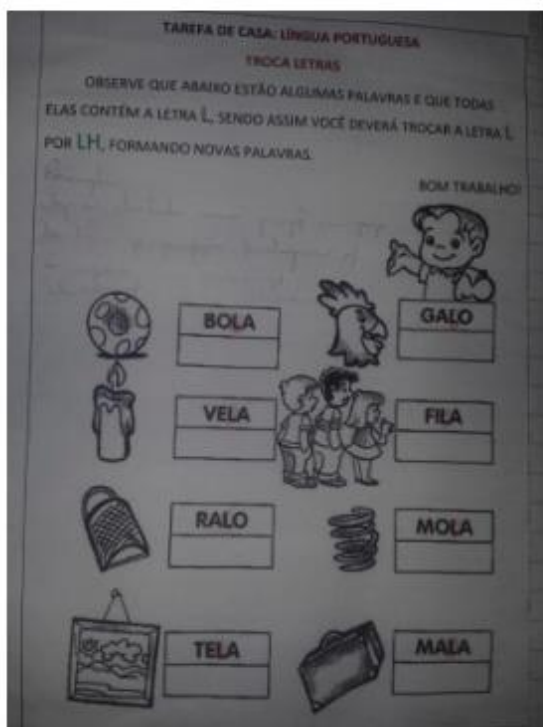 TAREFA DE CASA: LÍNGUA PORTUGUESA
TROCA LETRAS
OBSERVE QUE ABAIXO ESTÃO ALGUMAS PALAVRAS E QUE TODAS
ELAS CONTÉM A LETRA L, SENDO ASSIM VOCÊ DEVERÁ TROCAR A LETRA L
POR LH, FORMANDO NOVAS PALAVRAS.
BOM TRABALHO!
BOLA
GALO
VELA
FILA
RALO
MOLA
TELA
MALA